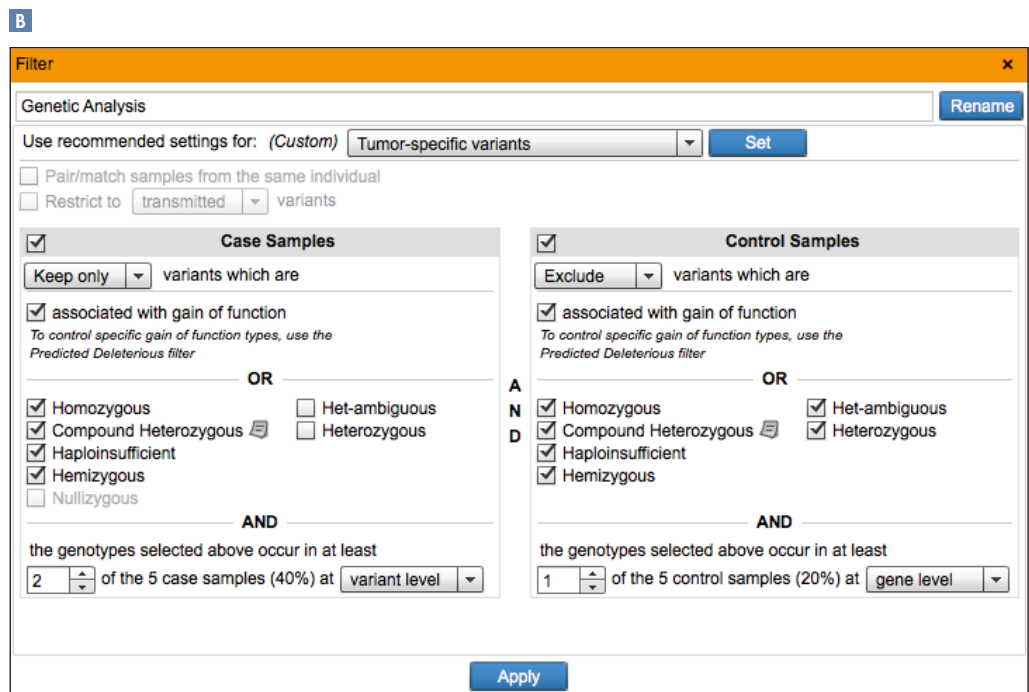 B
Filter ×
Genetic Analysis Rename
Use recommended settings for: (Custom) Tumor-specific variants Set
Pair/match samples from the same individual
Restrict to transmitted variants
Case Samples
Keep only variants which are
associated with gain of function
To control specific gain of function types, use the
Predicted Deleterious filter
OR
Homozygous Het-ambiguous
Compound Heterozygous Heterozygous
Haploinsufficient
Hemizygous
Nullizygous
AND
the genotypes selected above occur in at least
2 of the 5 case samples (40%) at variant level
A
N
D
Control Samples
Exclude variants which are
associated with gain of function
To control specific gain of function types, use the
Predicted Deleterious filter
OR
Homozygous Het-ambiguous
Compound Heterozygous Heterozygous
Haploinsufficient
Hemizygous
AND
the genotypes selected above occur in at least
1 of the 5 control samples (20%) at gene level
Apply